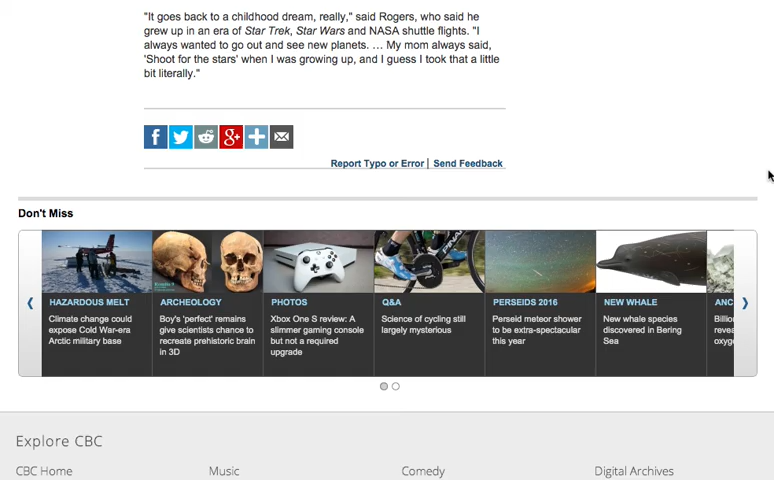 "It goes back to a childhood dream, really," said Rogers, who said he
grew up in an era of Star Trek, Star Wars and NASA shuttle flights. "I
always wanted to go out and see new planets. … My mom always said,
'Shoot for the stars' when I was growing up, and I guess I took that a little
bit literally."
Report Typo or Error | Send Feedback
Don't Miss
HAZARDOUS MELT
Climate change could
expose Cold War-era
Arctic military base
ARCHEOLOGY
Boy's 'perfect' remains
give scientists chance to
recreate prehistoric brain
in 3D
PHOTOS
Xbox One S review: A
slimmer gaming console
but not a required
upgrade
Q&A
Science of cycling still
largely mysterious
PERSEIDS 2016
Perseid meteor shower
to be extra-spectacular
this year
NEW WHALE
New whale species
discovered in Bering
Sea
ANC
Billio
revea
oxyg
Explore CBC
CBC Home
Music
Comedy
Digital Archives